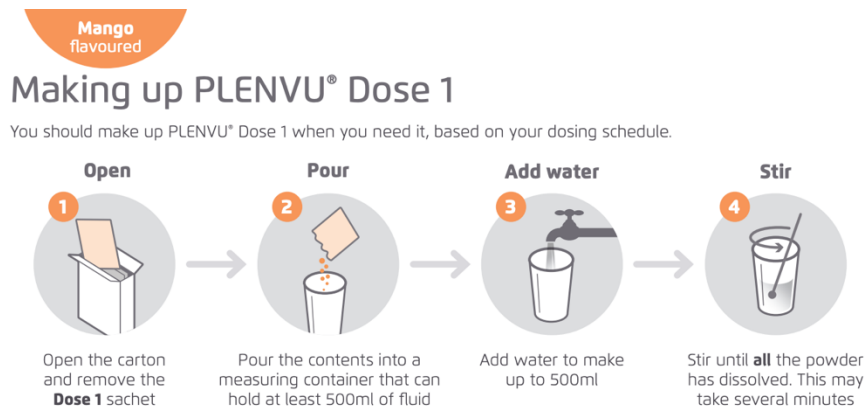 Mango
flavoured
Making up PLENVU® Dose 1
You should make up PLENVU® Dose 1 when you need it, based on your dosing schedule.
Open
Pour
Add water
Stir
1
2
3
4
Open the carton
and remove the
Dose 1 sachet
Pour the contents into a
measuring container that can
hold at least 500ml of fluid
Add water to make
up to 500ml
Stir until all the powder
has dissolved. This may
take several minutes